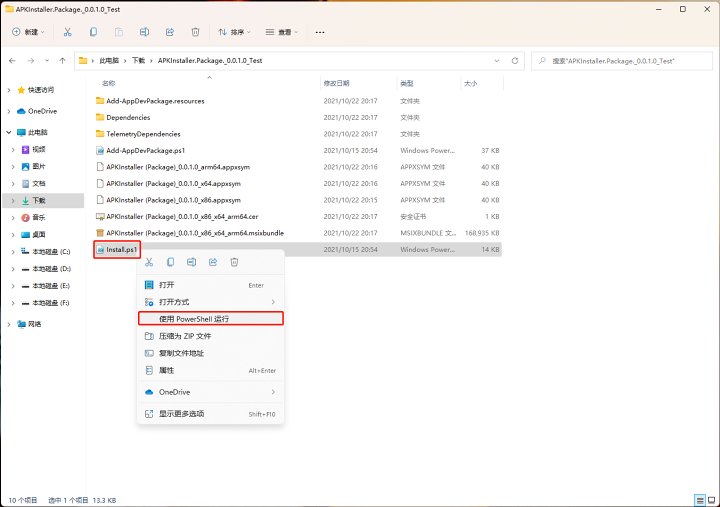 APKInstaller.Package._0.0.1.0_Test
新建
排序
查看
此电脑 › 下载 › APKInstaller.Package._0.0.1.0_Test
搜索"APKInstaller.Package._0.0.1.0_Test"
名称 修改日期 类型 大小
快速访问
OneDrive
此电脑
视频
图片
文档
下载
音乐
桌面
本地磁盘 (C:)
本地磁盘 (D:)
本地磁盘 (E:)
本地磁盘 (F:)
网络
Add-AppDevPackage.resources 2021/10/22 20:17 文件夹
Dependencies 2021/10/22 20:17 文件夹
TelemetryDependencies 2021/10/22 20:17 文件夹
Add-AppDevPackage.ps1 2021/10/15 20:54 Windows Power... 37 KB
APKInstaller (Package)_0.0.1.0_arm64.appxsym 2021/10/22 20:16 APPXSYM 文件 40 KB
APKInstaller (Package)_0.0.1.0_x64.appxsym 2021/10/22 20:16 APPXSYM 文件 40 KB
APKInstaller (Package)_0.0.1.0_x86.appxsym 2021/10/22 20:15 APPXSYM 文件 40 KB
APKInstaller (Package)_0.0.1.0_x86_x64_arm64.cer 2021/10/22 20:17 安全证书 1 KB
APKInstaller (Package)_0.0.1.0_x86_x64_arm64.msixbundle 2021/10/22 20:17 MSIXBUNDLE 文... 168,935 KB
Install.ps1 2021/10/15 20:54 Windows Power... 14 KB
打开 Enter
打开方式
使用 PowerShell 运行
压缩为 ZIP 文件
复制文件地址
属性 Alt+Enter
OneDrive
显示更多选项 Shift+F10
10 个项目 选中 1 个项目 13.3 KB